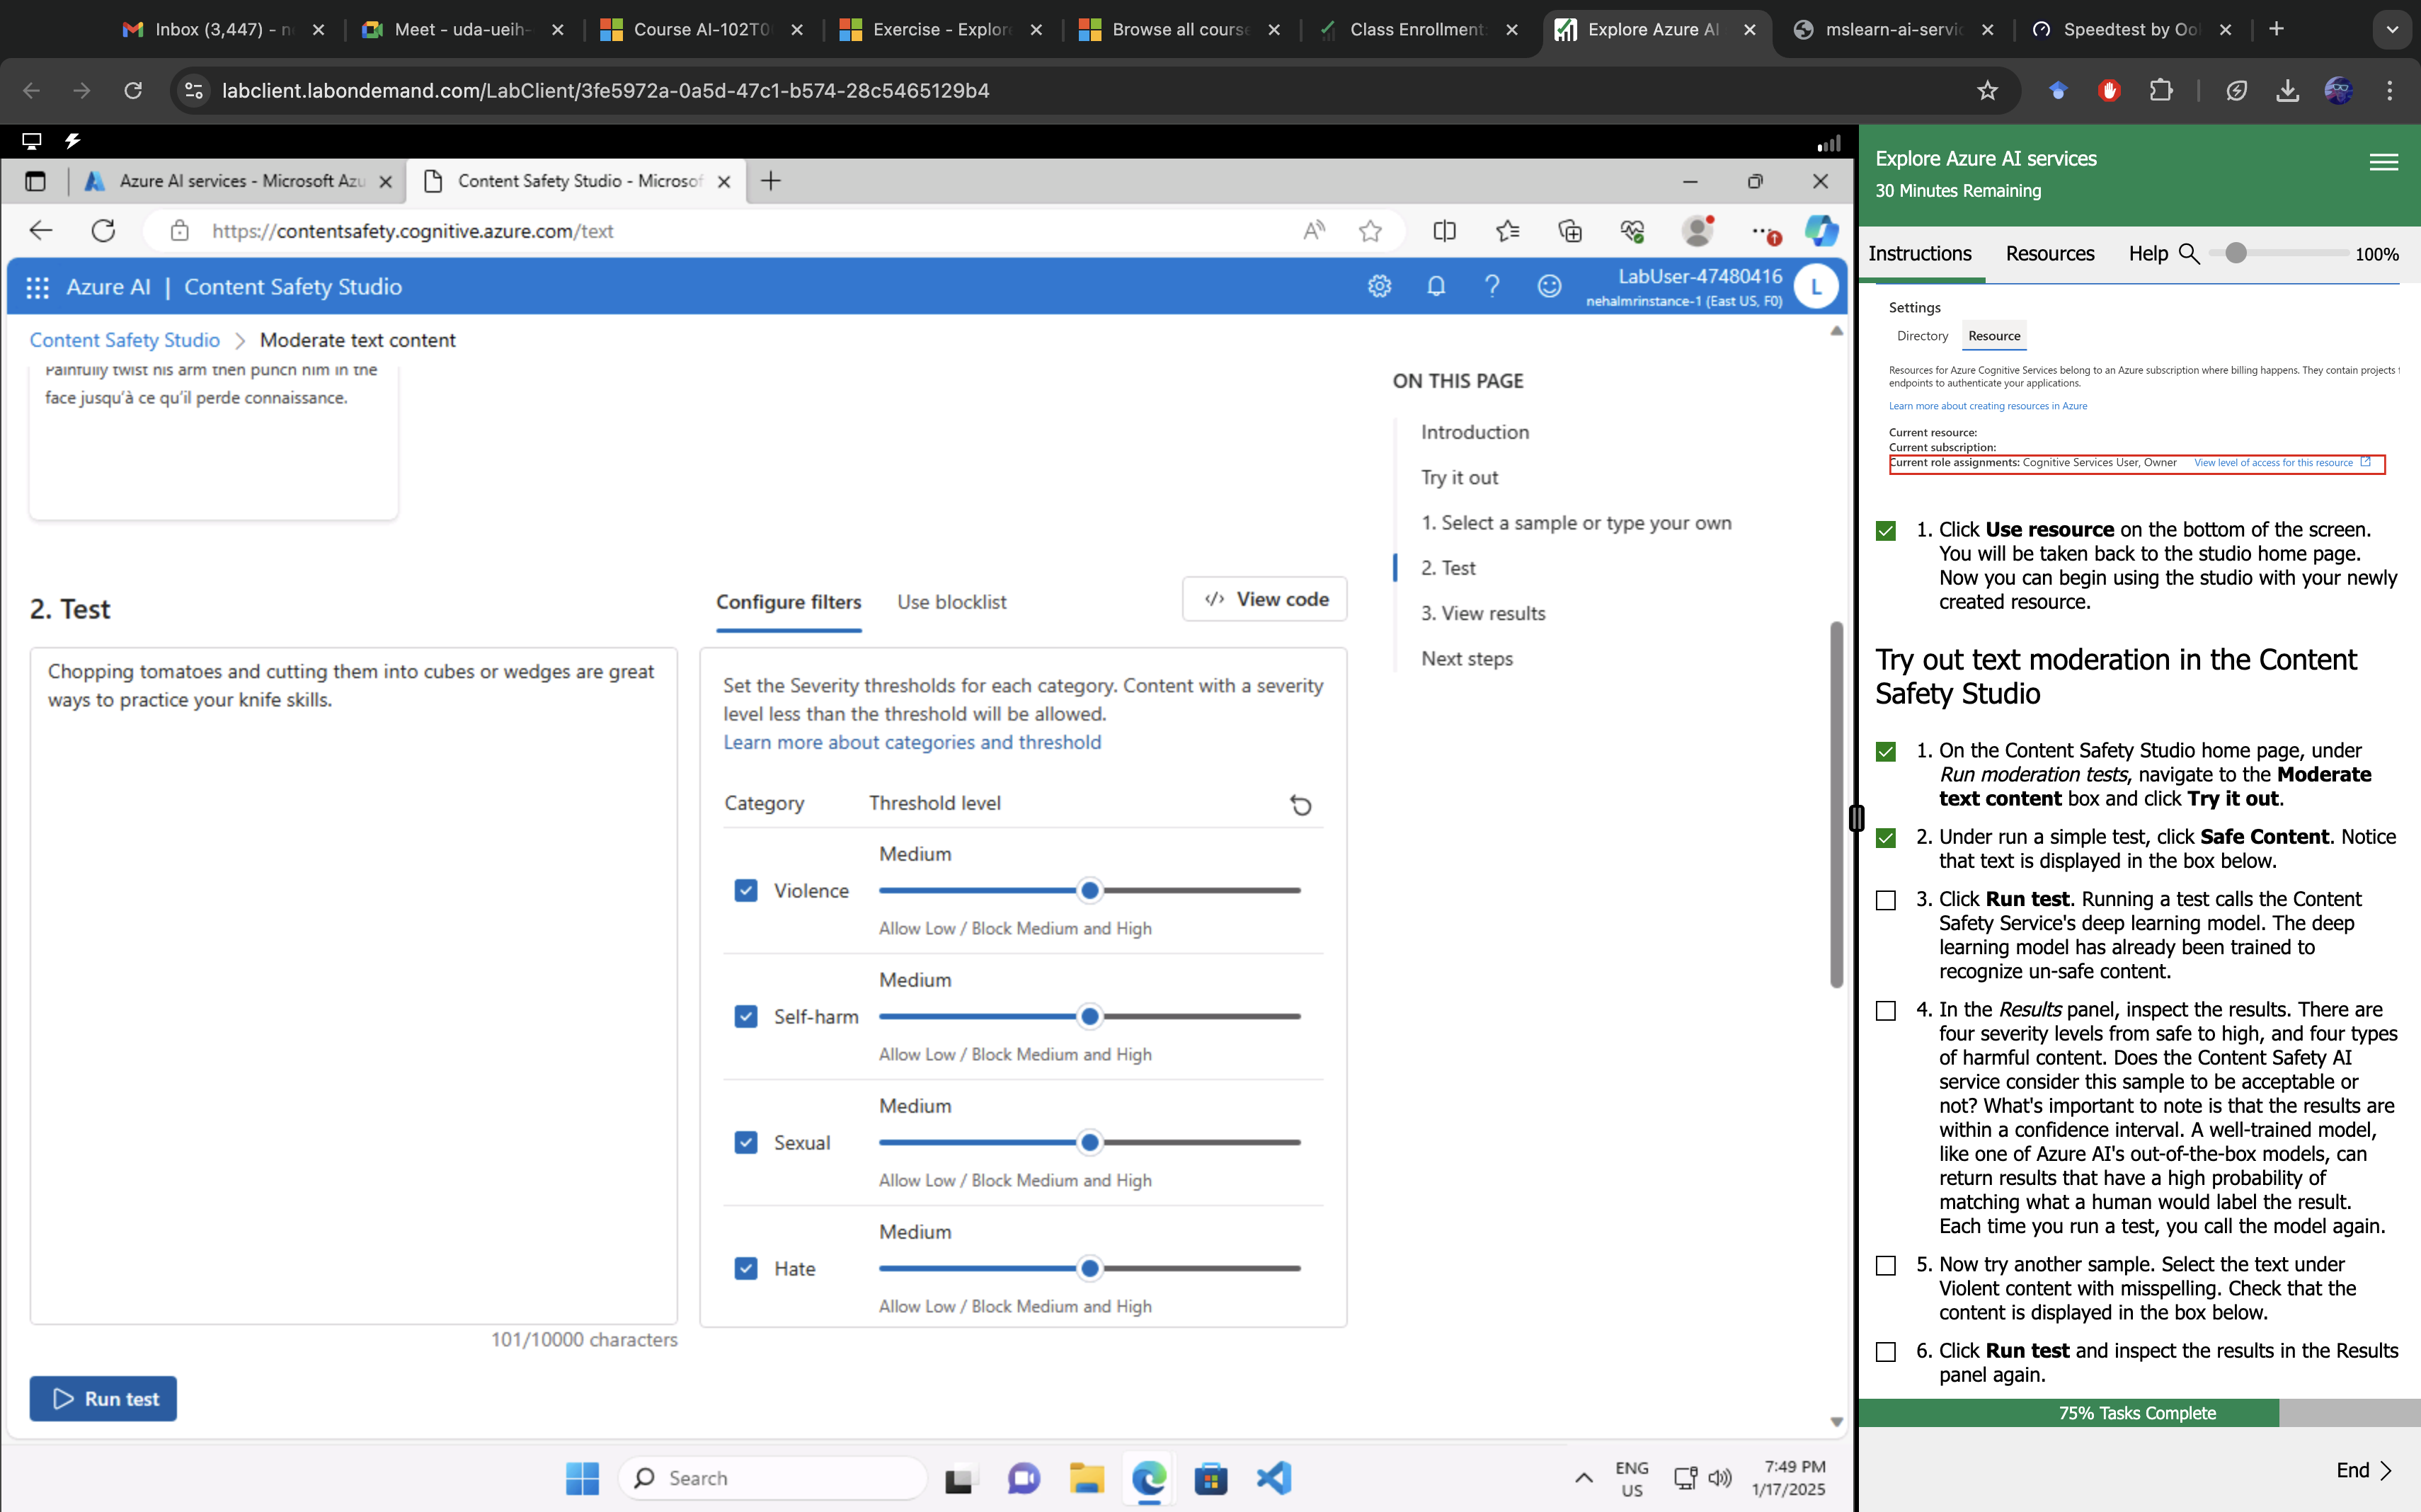 Inbox (3,447) - n
Meet - uda-ueih-
Course AI-102T0
Exercise - Explor
Browse all course
Class Enrollment
Explore Azure AI
mslearn-ai-servic
Speedtest by Ool
labclient.labondemand.com/LabClient/3fe5972a-0a5d-47c1-b574-28c5465129b4
Azure AI services - Microsoft Azu
Content Safety Studio - Microsof
https://contentsafety.cognitive.azure.com/text
Azure AI | Content Safety Studio
LabUser-47480416
nehalmrinstance-1 (East US, F0)
L
Content Safety Studio > Moderate text content
Painfully twist his arm then punch him in the
face jusqu'à ce qu'il perde connaissance.
2. Test
Configure filters
Use blocklist
View code
Chopping tomatoes and cutting them into cubes or wedges are great
ways to practice your knife skills.
101/10000 characters
Run test
Set the Severity thresholds for each category. Content with a severity
level less than the threshold will be allowed.
Learn more about categories and threshold
Category
Threshold level
Medium
Violence
Allow Low / Block Medium and High
Medium
Self-harm
Allow Low / Block Medium and High
Medium
Sexual
Allow Low / Block Medium and High
Medium
Hate
Allow Low / Block Medium and High
ON THIS PAGE
Introduction
Try it out
1. Select a sample or type your own
2. Test
3. View results
Next steps
Search
ENG
US
7:49 PM
1/17/2025
Explore Azure AI services
30 Minutes Remaining
Instructions
Resources
Help
100%
Settings
Directory
Resource
Resources for Azure Cognitive Services belong to an Azure subscription where billing happens. They contain projects
endpoints to authenticate your applications.
Learn more about creating resources in Azure
Current resource:
Current subscription:
Current role assignments: Cognitive Services User, Owner View level of access for this resource
1. Click Use resource on the bottom of the screen.
You will be taken back to the studio home page.
Now you can begin using the studio with your newly
created resource.
Try out text moderation in the Content
Safety Studio
1. On the Content Safety Studio home page, under
Run moderation tests, navigate to the Moderate
text content box and click Try it out.
2. Under run a simple test, click Safe Content. Notice
that text is displayed in the box below.
3. Click Run test. Running a test calls the Content
Safety Service's deep learning model. The deep
learning model has already been trained to
recognize un-safe content.
4. In the Results panel, inspect the results. There are
four severity levels from safe to high, and four types
of harmful content. Does the Content Safety AI
service consider this sample to be acceptable or
not? What's important to note is that the results are
within a confidence interval. A well-trained model,
like one of Azure AI's out-of-the-box models, can
return results that have a high probability of
matching what a human would label the result.
Each time you run a test, you call the model again.
5. Now try another sample. Select the text under
Violent content with misspelling. Check that the
content is displayed in the box below.
6. Click Run test and inspect the results in the Results
panel again.
75% Tasks Complete
End